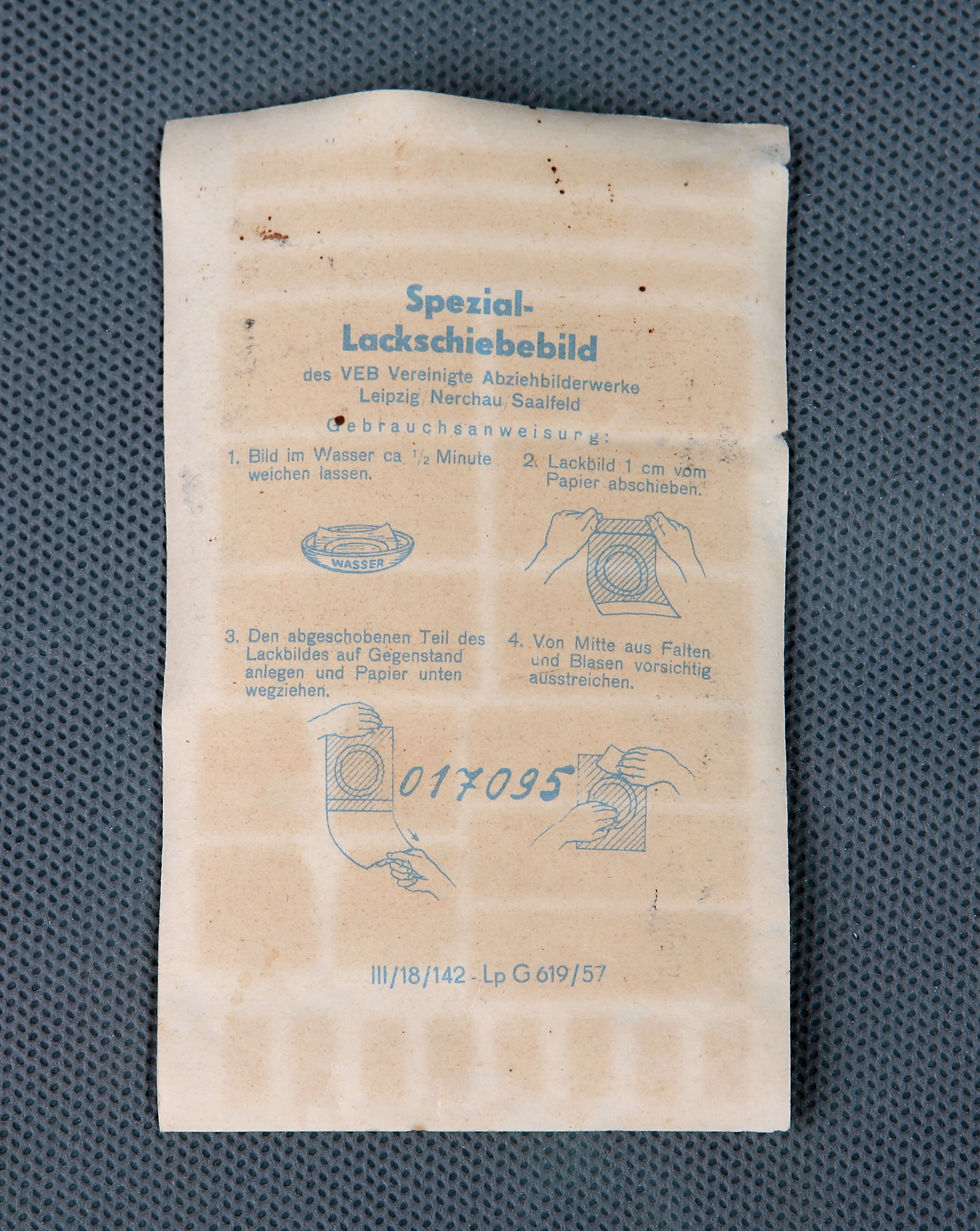 Spezial-
Lackschiebebild
des VEB Vereinigte Abziehbilderwerke
Leipzig Nerchau Saalfeld
Gebrauchsanweisung:
1. Bild im Wasser ca ½ Minute
weichen lassen.
2. Lackbild 1 cm vom
Papier abschieben.
WASSER
3. Den abgeschobenen Teil des
Lackbildes auf Gegenstand
anlegen und Papier unten
wegziehen.
4. Von Mitte aus Falten
und Blasen vorsichtig
ausstreichen.
017095
III/18/142 - Lp G 619/57